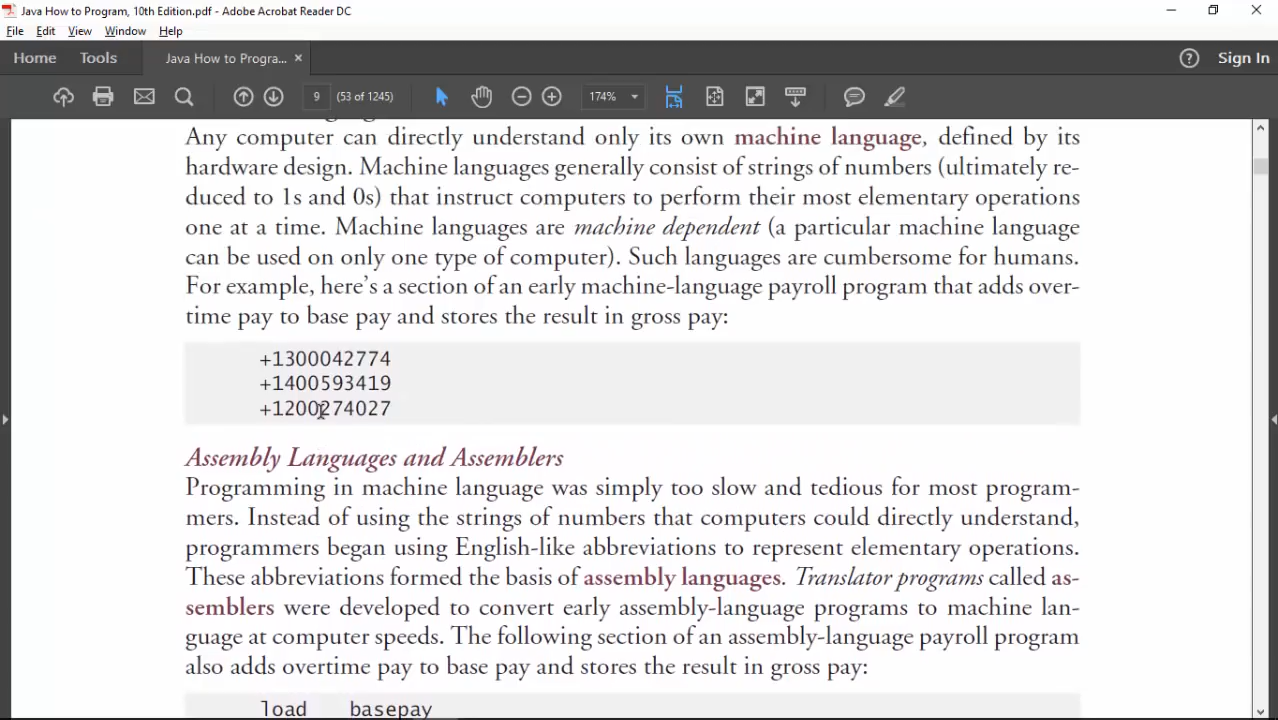 Java How to Program, 10th Edition.pdf - Adobe Acrobat Reader DC
File Edit View Window Help
Home Tools Java How to Progra... × ? Sign In
9 (53 of 1245) 174%
Any computer can directly understand only its own machine language, defined by its
hardware design. Machine languages generally consist of strings of numbers (ultimately re-
duced to 1s and 0s) that instruct computers to perform their most elementary operations
one at a time. Machine languages are machine dependent (a particular machine language
can be used on only one type of computer). Such languages are cumbersome for humans.
For example, here's a section of an early machine-language payroll program that adds over-
time pay to base pay and stores the result in gross pay:
+1300042774
+1400593419
+1200274027
Assembly Languages and Assemblers
Programming in machine language was simply too slow and tedious for most program-
mers. Instead of using the strings of numbers that computers could directly understand,
programmers began using English-like abbreviations to represent elementary operations.
These abbreviations formed the basis of assembly languages. Translator programs called as-
semblers were developed to convert early assembly-language programs to machine lan-
guage at computer speeds. The following section of an assembly-language payroll program
also adds overtime pay to base pay and stores the result in gross pay:
load basepay